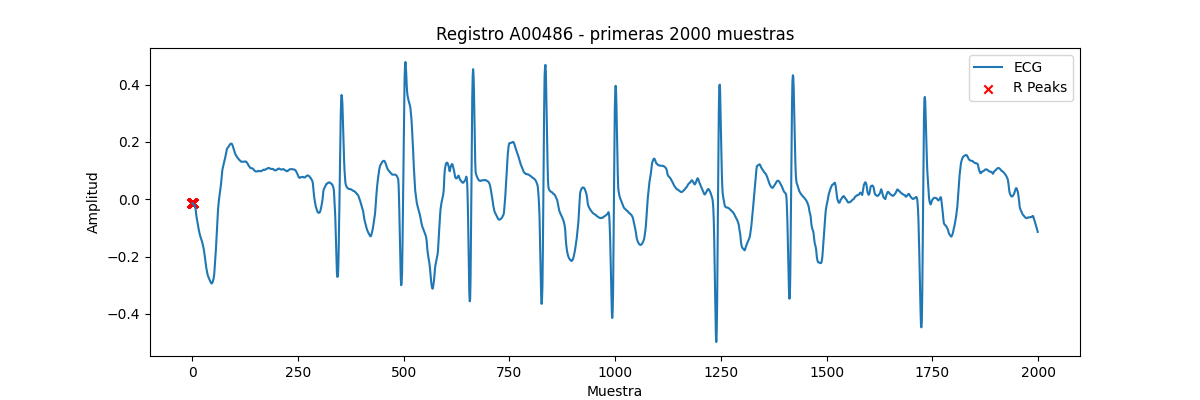 Registro A00486 - primeras 2000 muestras
ECG
R Peaks
Amplitud
0.4
0.2
0.0
−0.2
−0.4
0 250 500 750 1000 1250 1500 1750 2000
Muestra